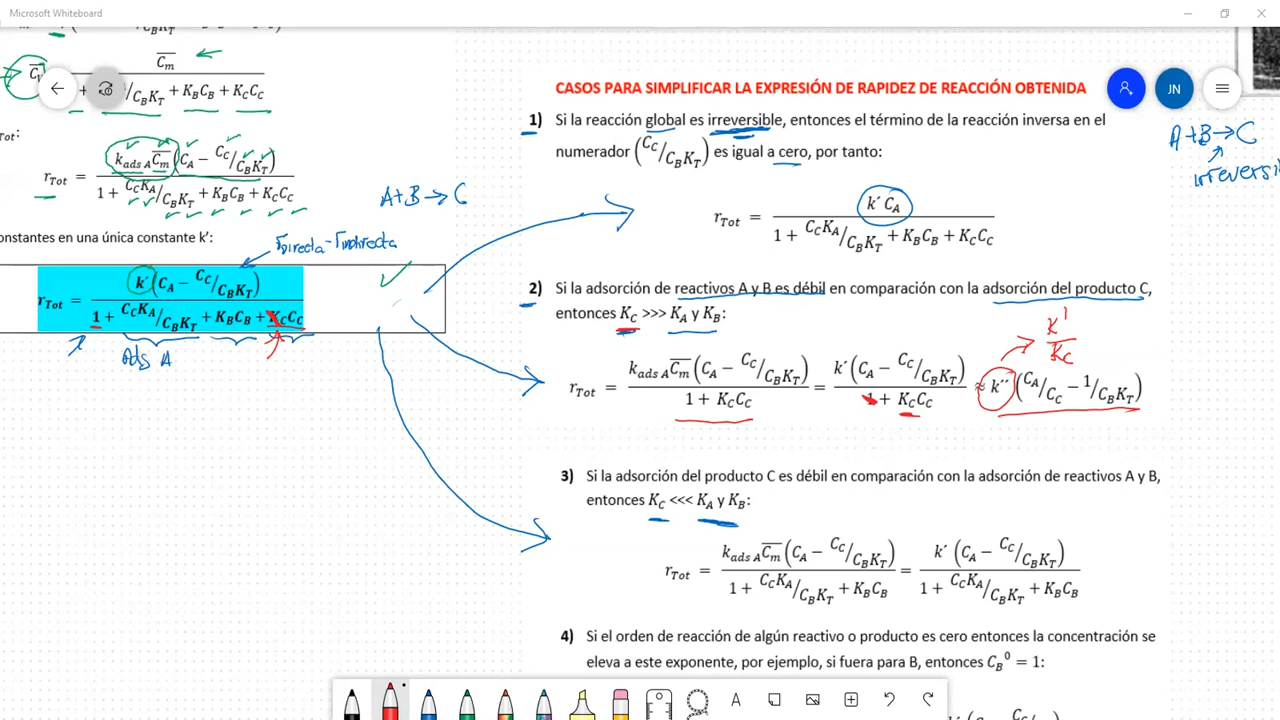 Microsoft Whiteboard
C_B K_T + K_B C_B + K_C C_C
rTot:
r_Tot = k_ads A C̅_m (C_A − C_C/C_B K_T) / 1 + C_C K_A/C_B K_T + K_B C_B + K_C C_C
constantes en una única constante k':
r_Directa - r_indirecta
r_Tot = k´(C_A − C_C/C_B K_T) / 1 + C_C K_A/C_B K_T + K_B C_B + K_C C_C
Ads A
A+B → C
CASOS PARA SIMPLIFICAR LA EXPRESIÓN DE RAPIDEZ DE REACCIÓN OBTENIDA
JN
1) Si la reacción global es irreversible, entonces el término de la reacción inversa en el
numerador (C_C/C_B K_T) es igual a cero, por tanto:
A+B → C
r_Tot = k´ C_A / 1 + C_C K_A/C_B K_T + K_B C_B + K_C C_C
2) Si la adsorción de reactivos A y B es débil en comparación con la adsorción del producto C,
entonces K_C >>> K_A y K_B:
K' / K_C
r_Tot = k_ads A C̅_m (C_A − C_C/C_B K_T) / 1 + K_C C_C = k´(C_A − C_C/C_B K_T) / 1 + K_C C_C ≈ k´´ (C_A/C_C − 1/C_B K_T)
3) Si la adsorción del producto C es débil en comparación con la adsorción de reactivos A y B,
entonces K_C <<< K_A y K_B:
r_Tot = k_ads A C̅_m (C_A − C_C/C_B K_T) / 1 + C_C K_A/C_B K_T + K_B C_B = k´ (C_A − C_C/C_B K_T) / 1 + C_C K_A/C_B K_T + K_B C_B
4) Si el orden de reacción de algún reactivo o producto es cero entonces la concentración se
eleva a este exponente, por ejemplo, si fuera para B, entonces C_B^0 = 1:
A